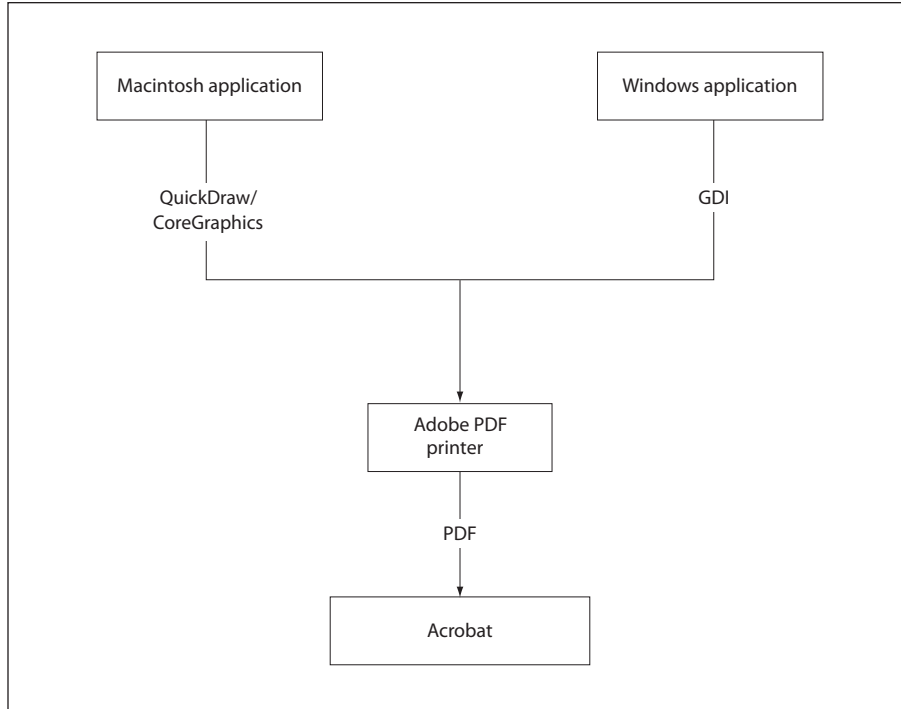 Macintosh application
Windows application
QuickDraw/
CoreGraphics
GDI
Adobe PDF
printer
PDF
Acrobat